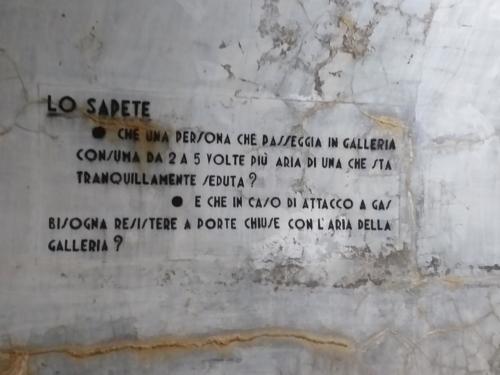 LO SAPETE
● CHE UNA PERSONA CHE PASSEGGIA IN GALLERIA
CONSUMA DA 2 A 5 VOLTE PIÙ ARIA DI UNA CHE STA
TRANQUILLAMENTE SEDUTA?
● E CHE IN CASO DI ATTACCO A GAS
BISOGNA RESISTERE A PORTE CHIUSE CON L'ARIA DELLA
GALLERIA?